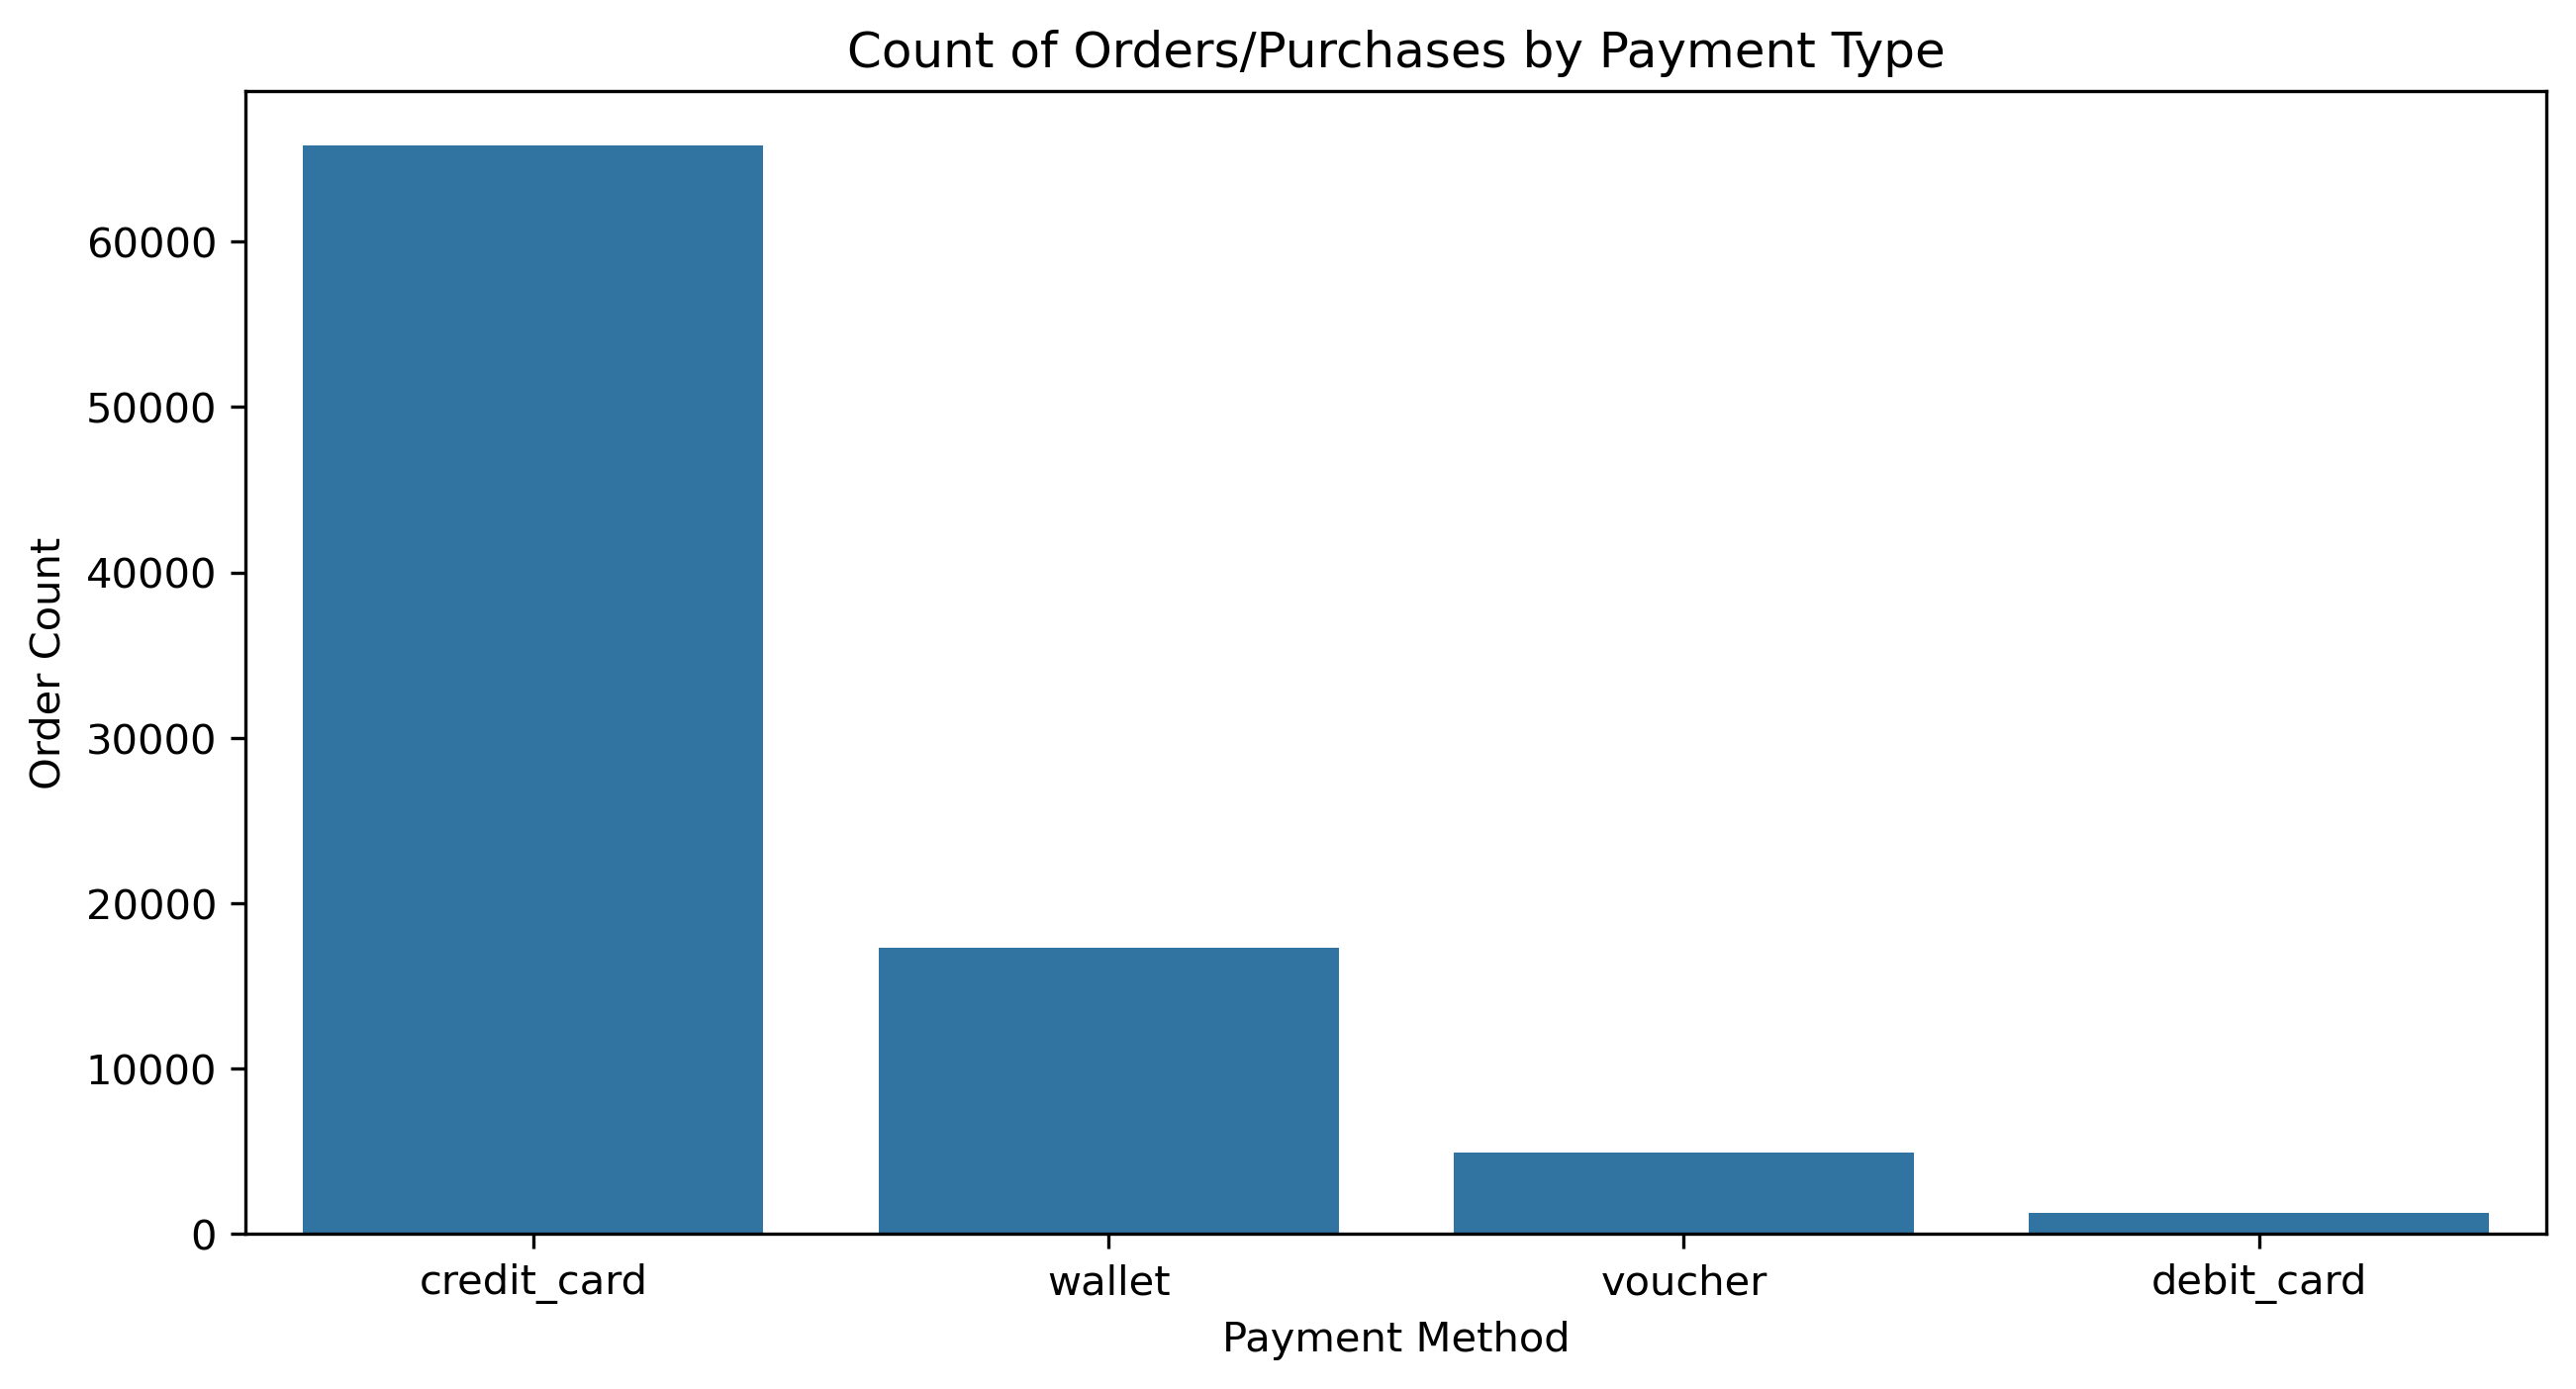 Count of Orders/Purchases by Payment Type
60000
50000
40000
30000
20000
10000
0
Order Count
credit_card
wallet
voucher
debit_card
Payment Method